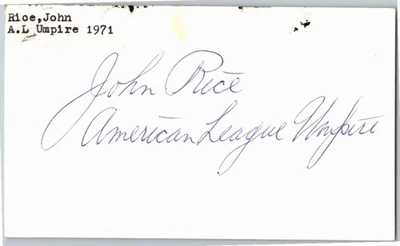 Rice,John
A.L Umpire 1971
John Rice
American League Umpire